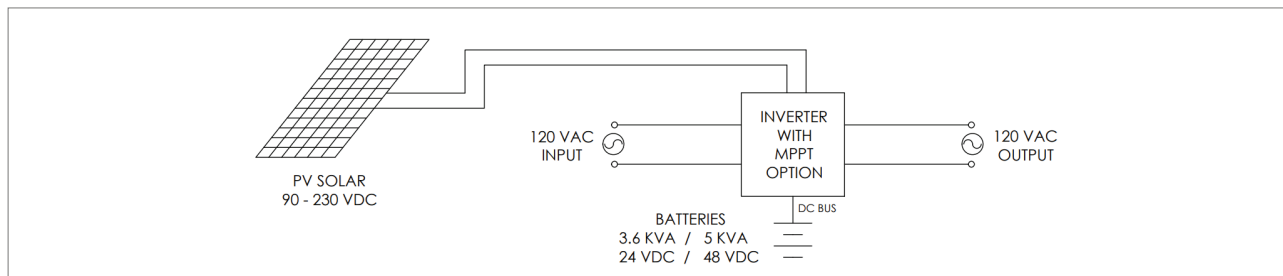 PV SOLAR
90 - 230 VDC
120 VAC
INPUT
INVERTER
WITH
MPPT
OPTION
120 VAC
OUTPUT
DC BUS
BATTERIES
3.6 KVA / 5 KVA
24 VDC / 48 VDC